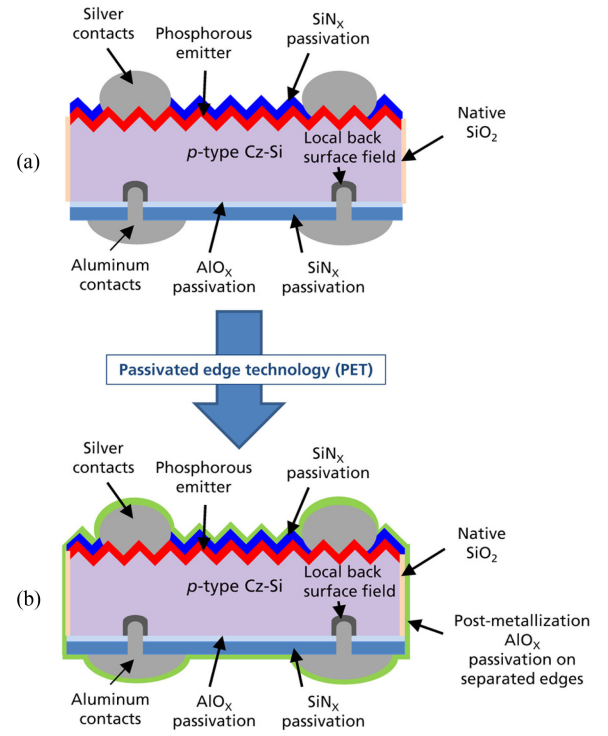 Silver
contacts
Phosphorous
emitter
SiNX
passivation
Native
SiO2
(a)
p-type Cz-Si
Local back
surface field
Aluminum
contacts
AlOX
passivation
SiNX
passivation
Passivated edge technology (PET)
Silver
contacts
Phosphorous
emitter
SiNX
passivation
Native
SiO2
(b)
p-type Cz-Si
Local back
surface field
Post-metallization
AlOX
passivation on
separated edges
Aluminum
contacts
AlOX
passivation
SiNX
passivation